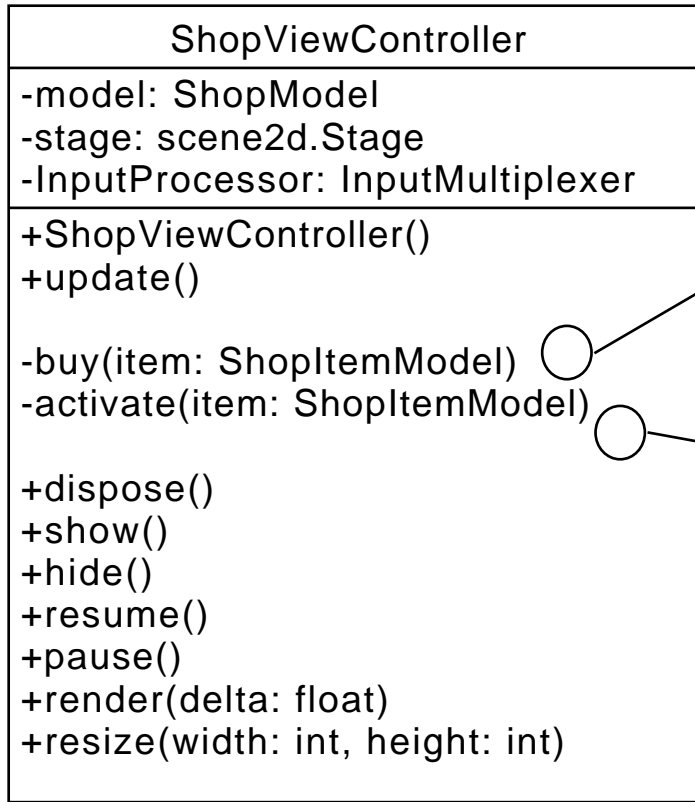 ShopViewController
-model: ShopModel
-stage: scene2d.Stage
-InputProcessor: InputMultiplexer
+ShopViewController()
+update()
-buy(item: ShopItemModel)
-activate(item: ShopItemModel)
+dispose()
+show()
+hide()
+resume()
+pause()
+render(delta: float)
+resize(width: int, height: int)